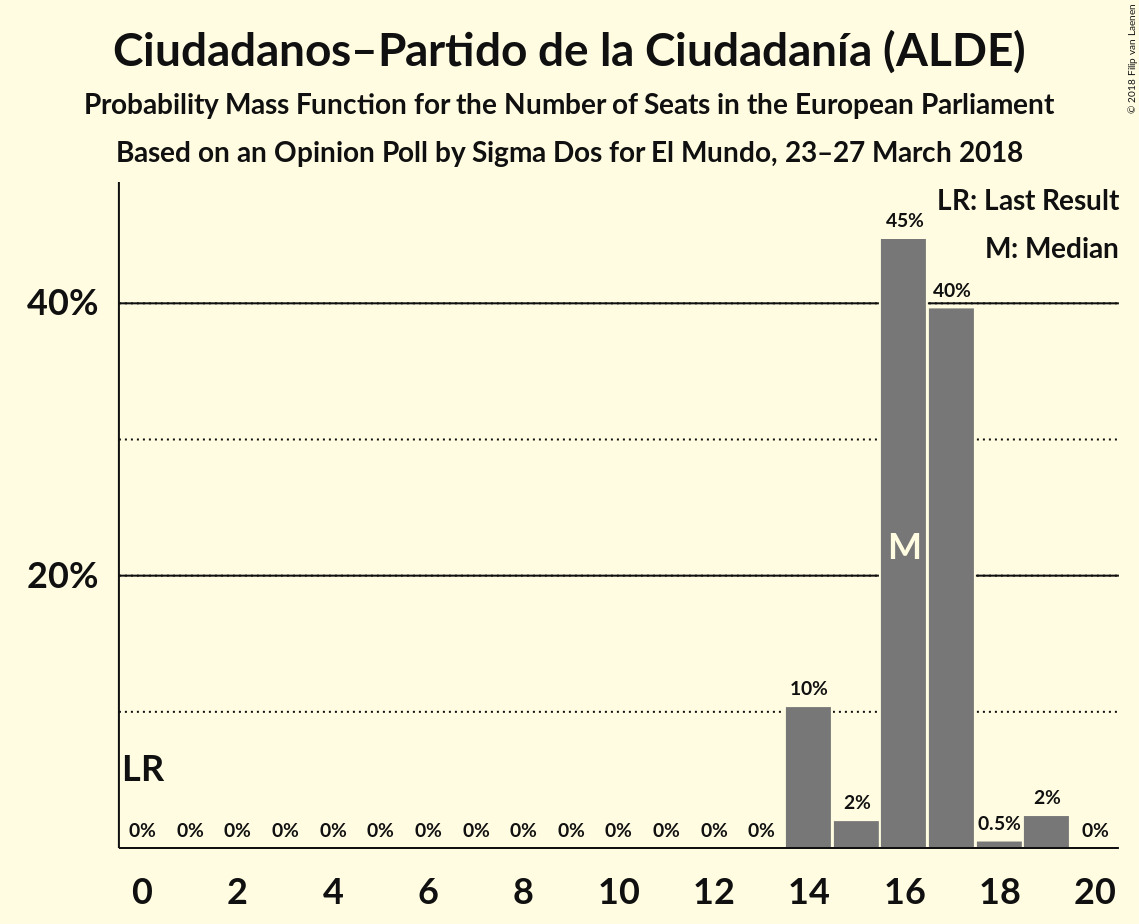 Ciudadanos–Partido de la Ciudadanía (ALDE)
Probability Mass Function for the Number of Seats in the European Parliament
Based on an Opinion Poll by Sigma Dos for El Mundo, 23–27 March 2018
© 2018 Filip van Laenen
LR: Last Result
M: Median
45%
40%
40%
M
20%
10%
LR
2%
2%
0% 0% 0% 0% 0% 0% 0% 0% 0% 0% 0% 0% 0% 0% 0.5% 0%
0 2 4 6 8 10 12 14 16 18 20